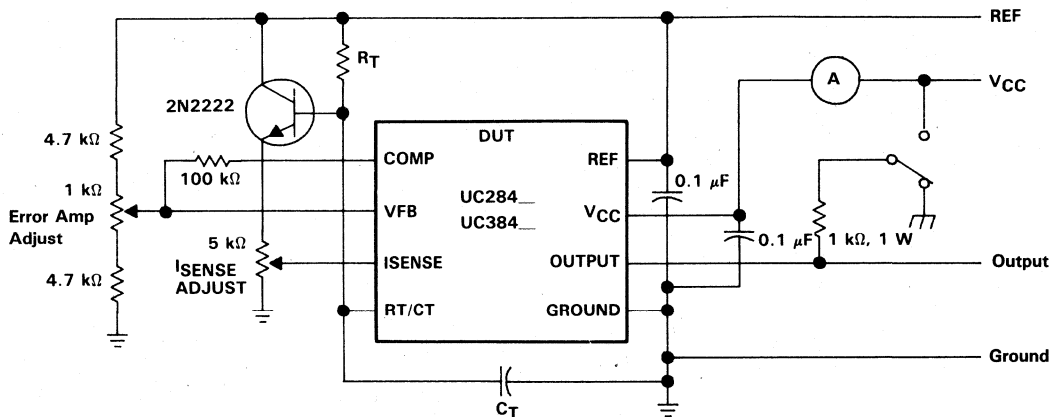 REF
R_T
A
V_CC
2N2222
DUT
4.7 kΩ
COMP
REF
100 kΩ
0.1 μF
1 kΩ
Error Amp
Adjust
VFB
UC284_
UC384_
V_CC
0.1 μF
1 kΩ, 1 W
5 kΩ
I_SENSE
ADJUST
ISENSE
OUTPUT
Output
4.7 kΩ
RT/CT
GROUND
Ground
C_T